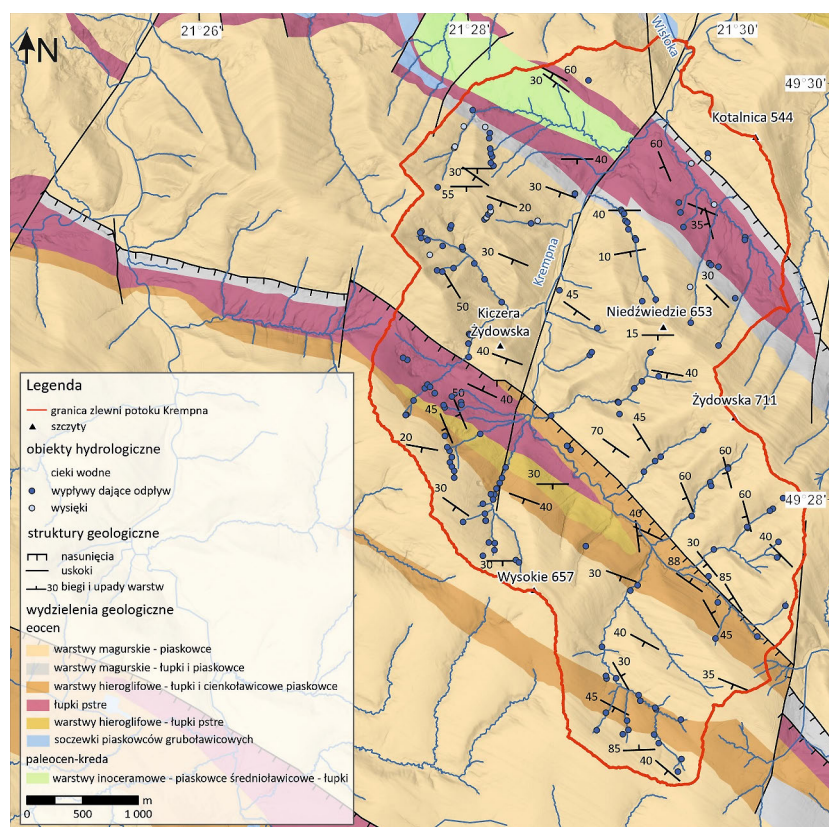 N
21°26'
21°28'
21°30'
49°30'
Wisłoka
60
30
Kotalnica 544
60
40
30
55
30
20
40
35
30
10
30
Krempna
50
45
Kiczera
Żydowska
Niedźwiedzie 653
15
40
40
40
50
Żydowska 711
45
45
20
70
60
60
30
30
40
49°28'
40
40
30
88
30
Wysokie 657
30
85
45
40
30
35
45
85
40
Legenda
granica zlewni potoku Krempna
szczyty
obiekty hydrologiczne
cieki wodne
wypływy dające odpływ
wysięki
struktury geologiczne
nasunięcia
uskoki
30 biegi i upady warstw
wydzielenia geologiczne
eocen
warstwy magurskie - piaskowce
warstwy magurskie - łupki i piaskowce
warstwy hieroglifowe - łupki i cienkoławicowe piaskowce
łupki pstre
warstwy hieroglifowe - łupki pstre
soczewki piaskowców gruboławicowych
paleocen-kreda
warstwy inoceramowe - piaskowce średnioławicowe - łupki
m
0 500 1 000